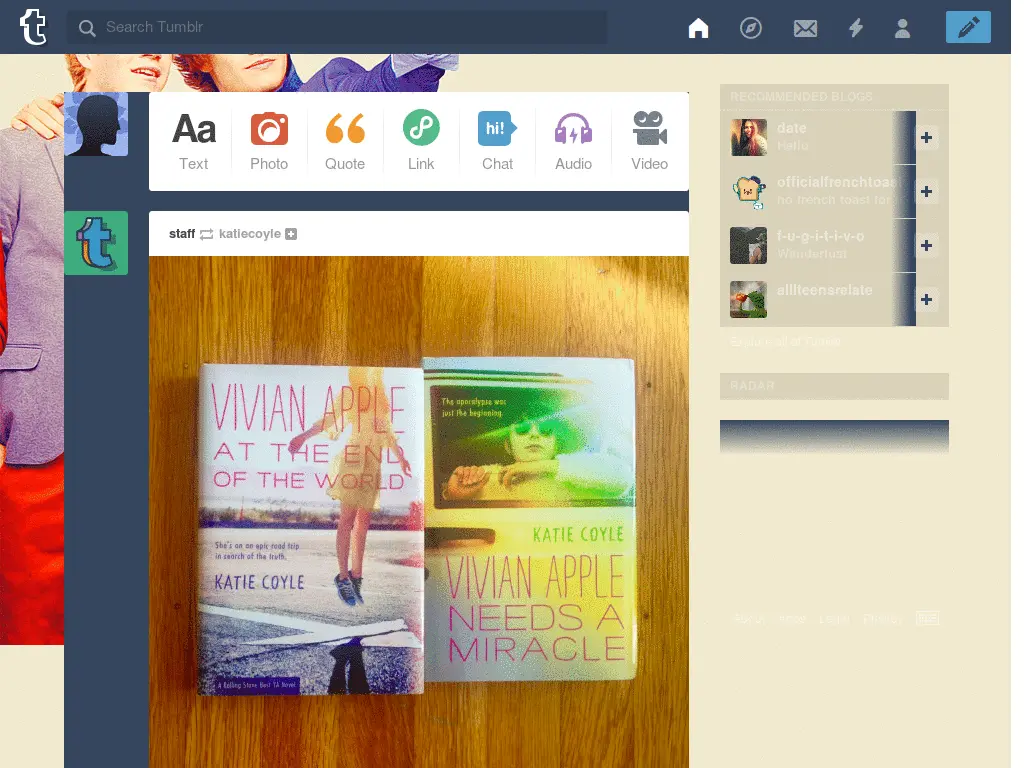 Search Tumblr
Aa
hi!
Text
Photo
Quote
Link
Chat
Audio
Video
staff katiecoyle
VIVIAN APPLE
AT THE END
OF THE WORLD
She's on an epic road trip
in search of the truth.
KATIE COYLE
A Rolling Stone Best YA Novel
The apocalypse was
just the beginning.
KATIE COYLE
VIVIAN APPLE
NEEDS A
MIRACLE
RECOMMENDED BLOGS
date
Hello
officialfrenchtoas
no french toast for
f-u-g-i-t-i-v-o
Wanderlust
alllteensrelate
Explore all of Tumblr
RADAR
About Help Legal Privacy